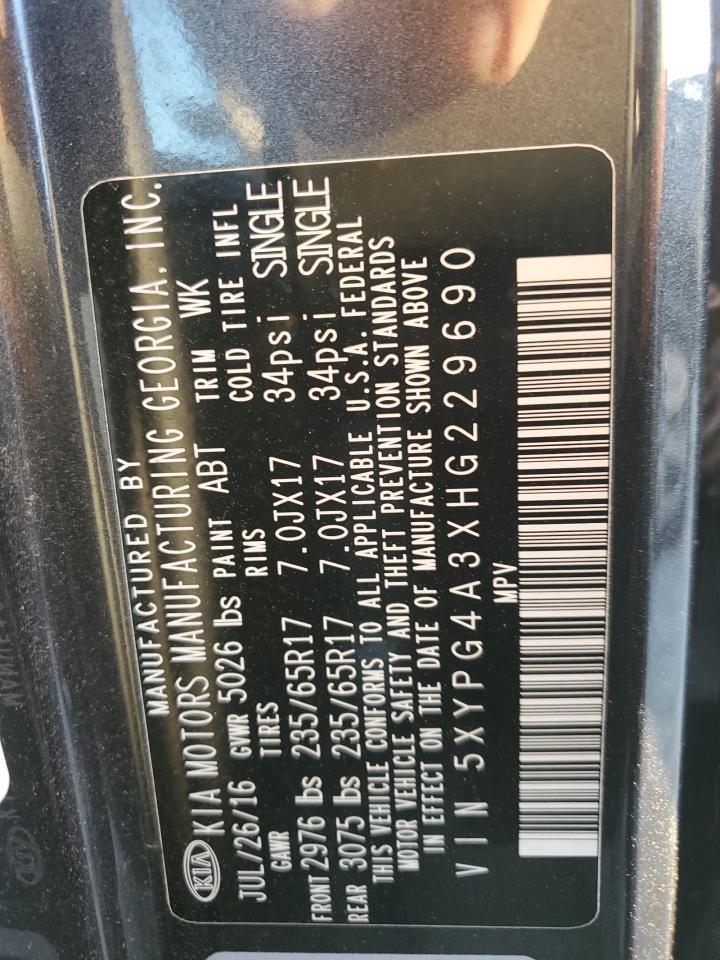 MANUFACTURED BY
KIA KIA MOTORS MANUFACTURING GEORGIA, INC.
JUL/26/16 GVWR 5026 lbs PAINT ABT TRIM WK
GAWR TIRES RIMS COLD TIRE INFL
FRONT 2976 lbs 235/65R17 7.0JX17 34psi SINGLE
REAR 3075 lbs 235/65R17 7.0JX17 34psi SINGLE
THIS VEHICLE CONFORMS TO ALL APPLICABLE U.S.A. FEDERAL
MOTOR VEHICLE SAFETY AND THEFT PREVENTION STANDARDS
IN EFFECT ON THE DATE OF MANUFACTURE SHOWN ABOVE
VIN 5XYPG4A3XHG229690
MPV